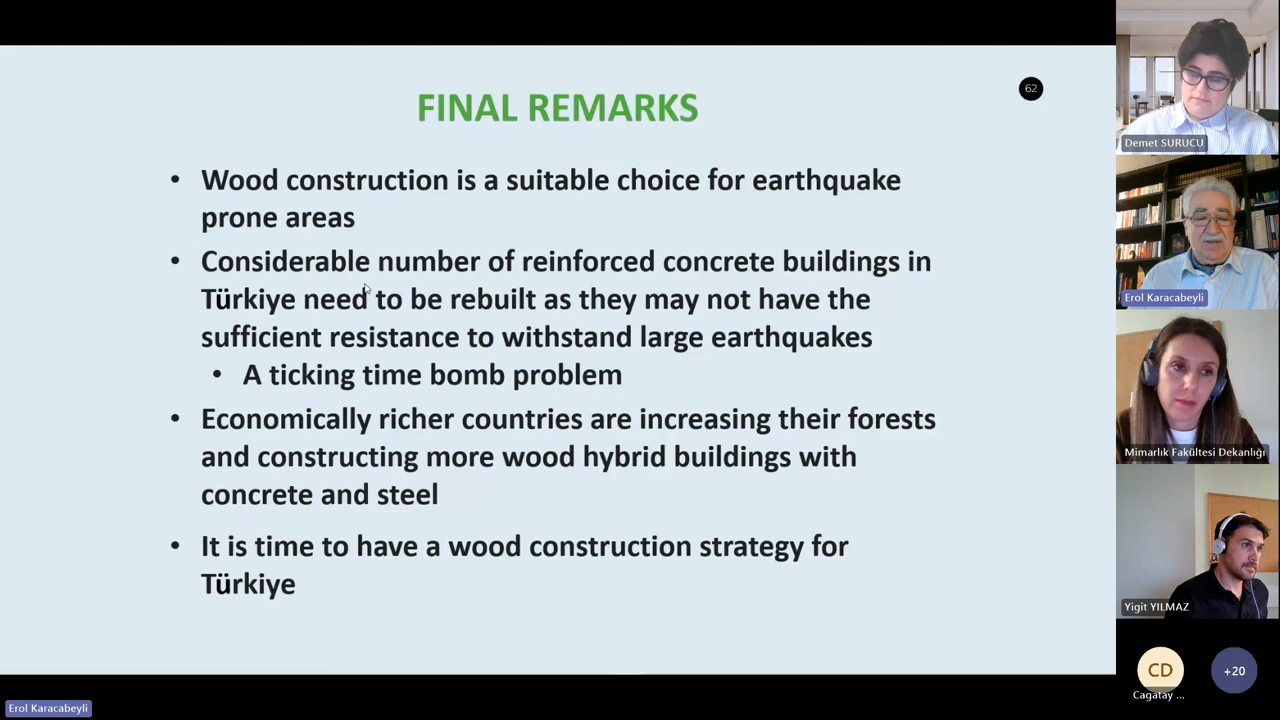 FINAL REMARKS
62
• Wood construction is a suitable choice for earthquake
prone areas
• Considerable number of reinforced concrete buildings in
Türkiye need to be rebuilt as they may not have the
sufficient resistance to withstand large earthquakes
• A ticking time bomb problem
• Economically richer countries are increasing their forests
and constructing more wood hybrid buildings with
concrete and steel
• It is time to have a wood construction strategy for
Türkiye
Demet SURUCU
Erol Karacabeyli
Mimarlık Fakültesi Dekanlığı
Yigit YILMAZ
CD
Cagatay ...
+20
Erol Karacabeyli